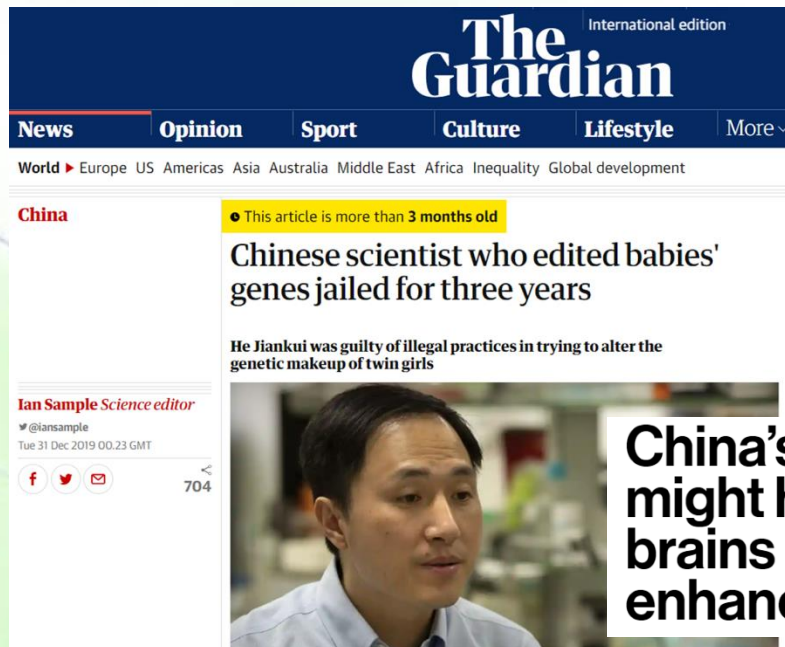 The
Guardian
International edition
News Opinion Sport Culture Lifestyle More
World Europe US Americas Asia Australia Middle East Africa Inequality Global development
China
This article is more than 3 months old
Chinese scientist who edited babies'
genes jailed for three years
He Jiankui was guilty of illegal practices in trying to alter the
genetic makeup of twin girls
Ian Sample Science editor
@iansample
Tue 31 Dec 2019 00.23 GMT
704
China's
might
brains